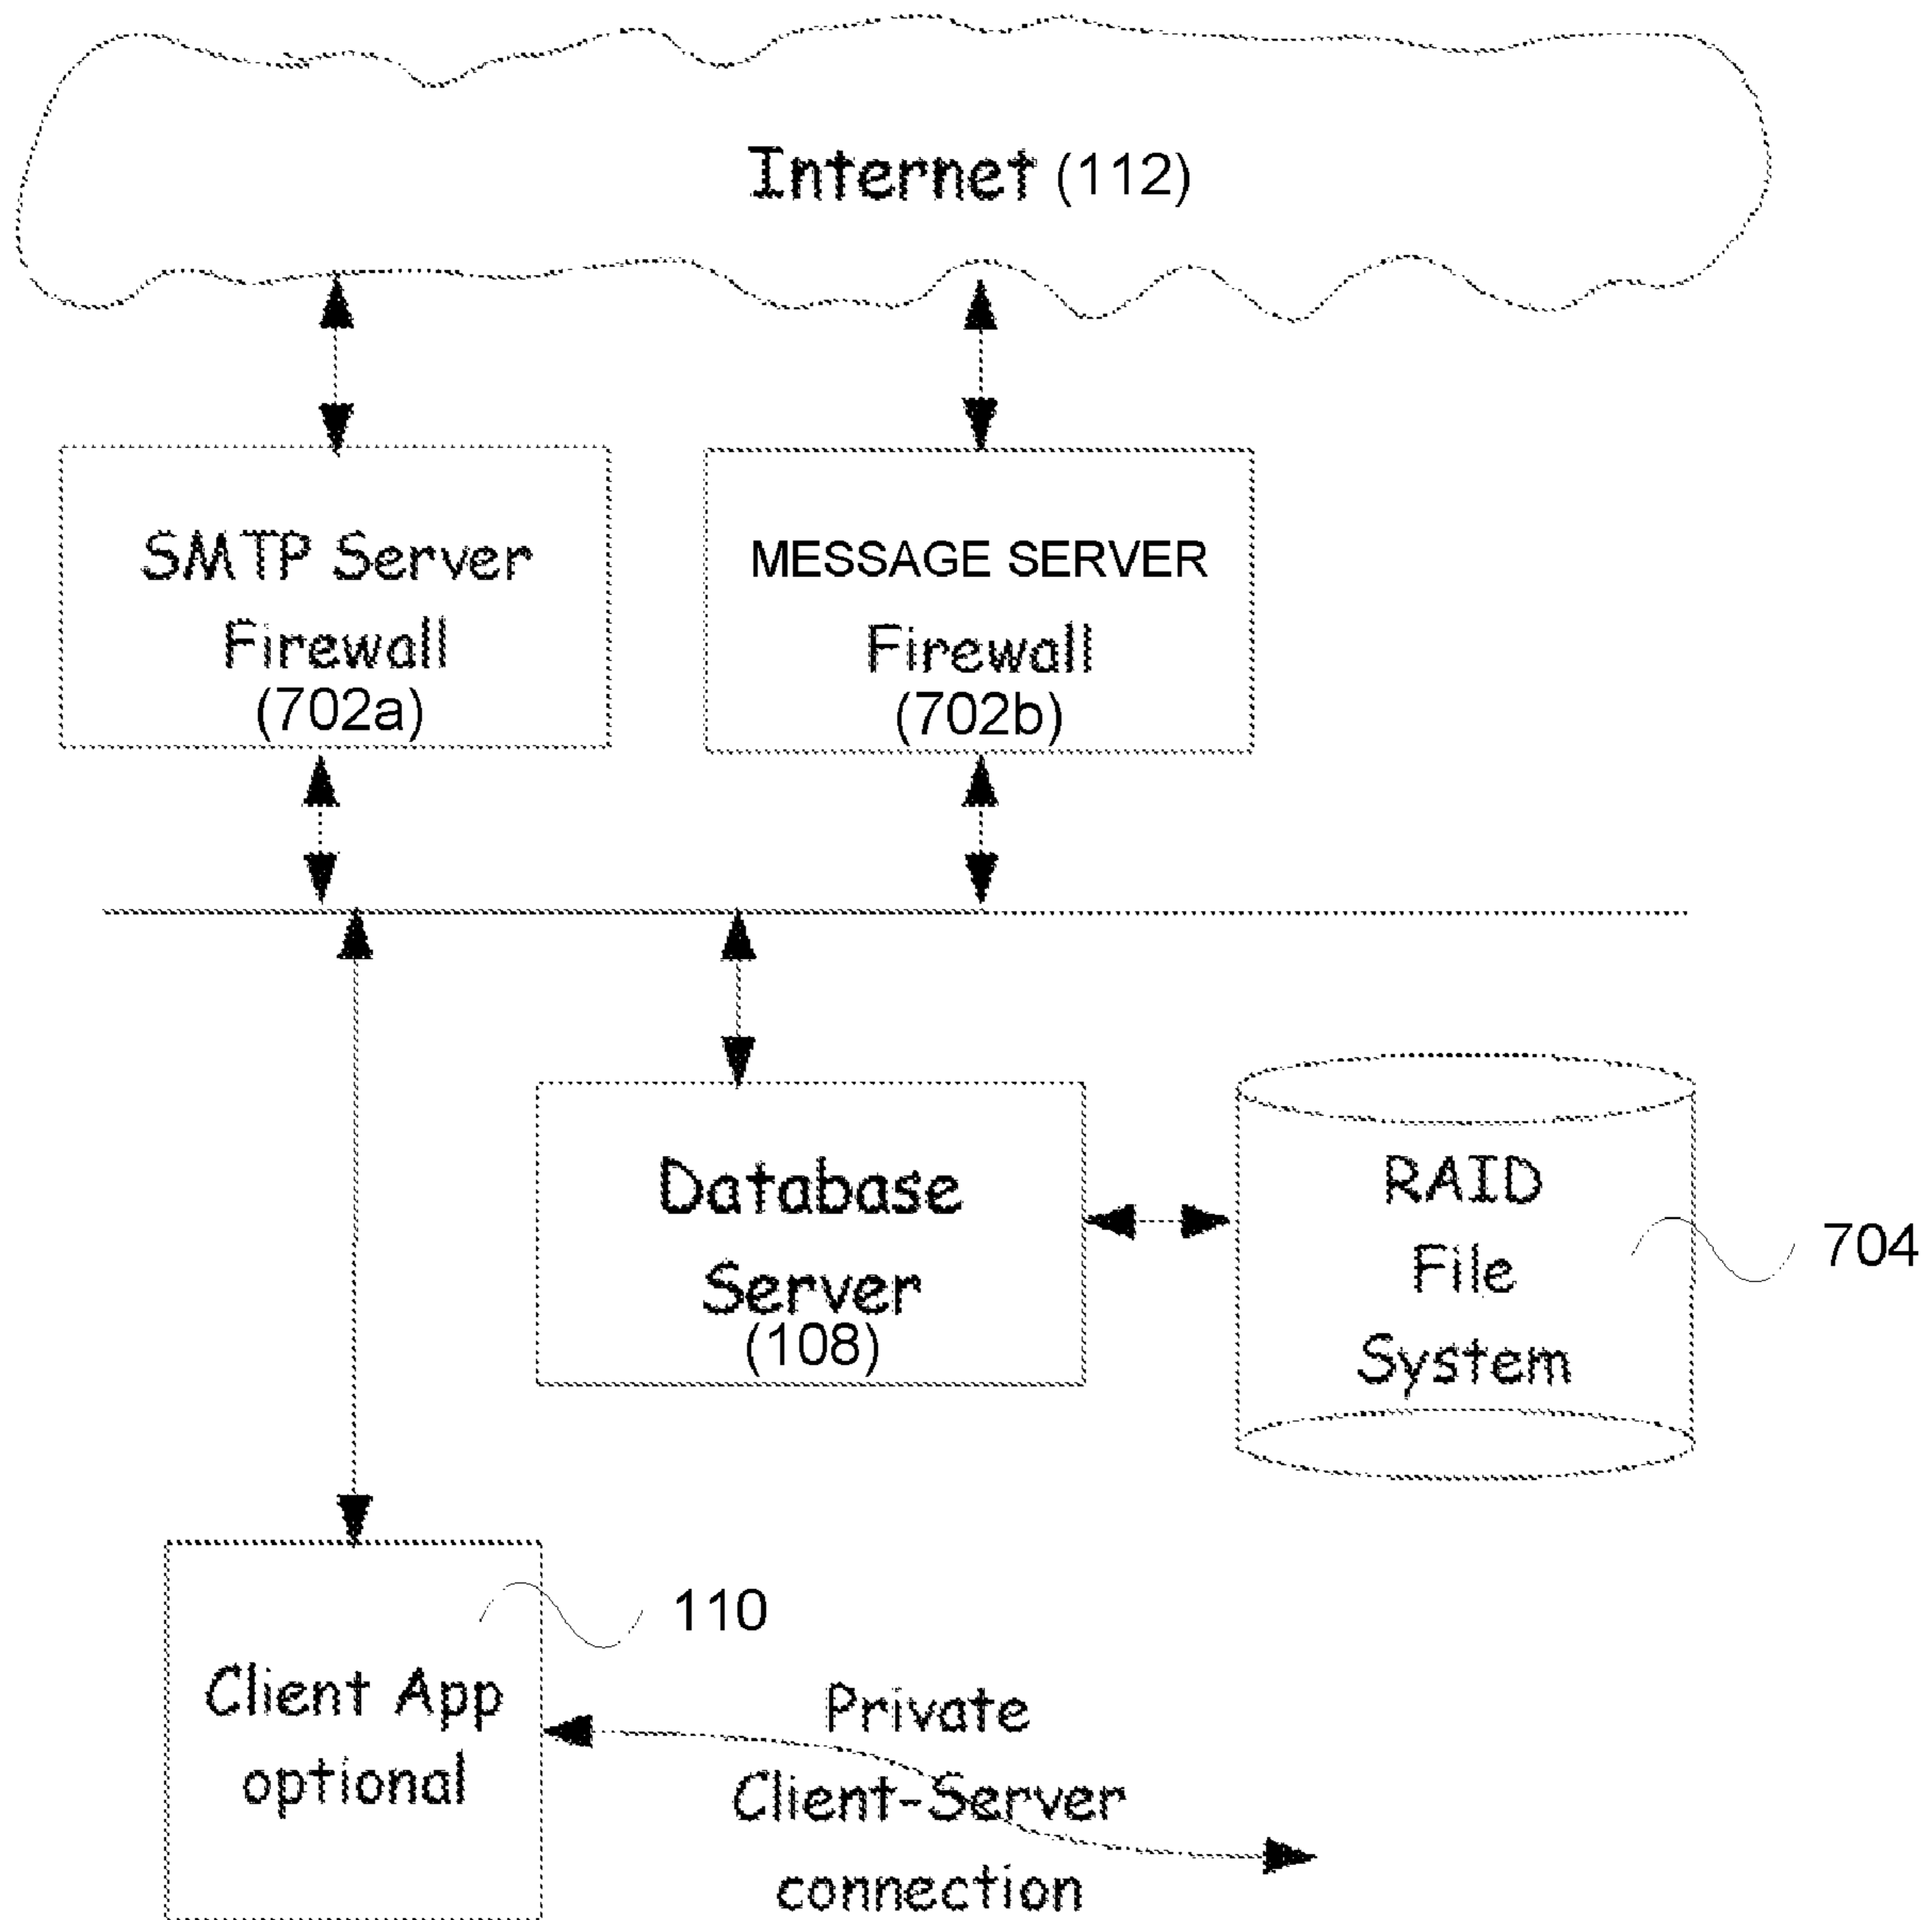 Internet (112)
SMTP Server
Firewall
(702a)
MESSAGE SERVER
Firewall
(702b)
Database
Server
(108)
RAID
File
System
704
110
Client App
optional
Private
Client-Server
connection